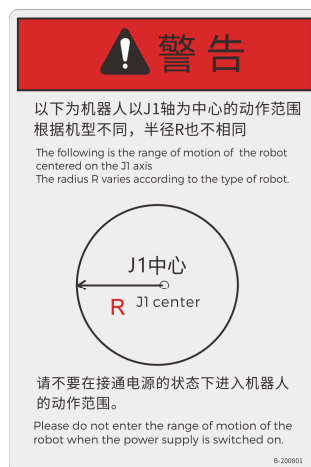 警告
以下为机器人以J1轴为中心的动作范围
根据机型不同，半径R也不相同
The following is the range of motion of the robot
centered on the J1 axis
The radius R varies according to the type of robot.
J1中心
R J1 center
请不要在接通电源的状态下进入机器人
的动作范围。
Please do not enter the range of motion of the
robot when the power supply is switched on.
B-200801